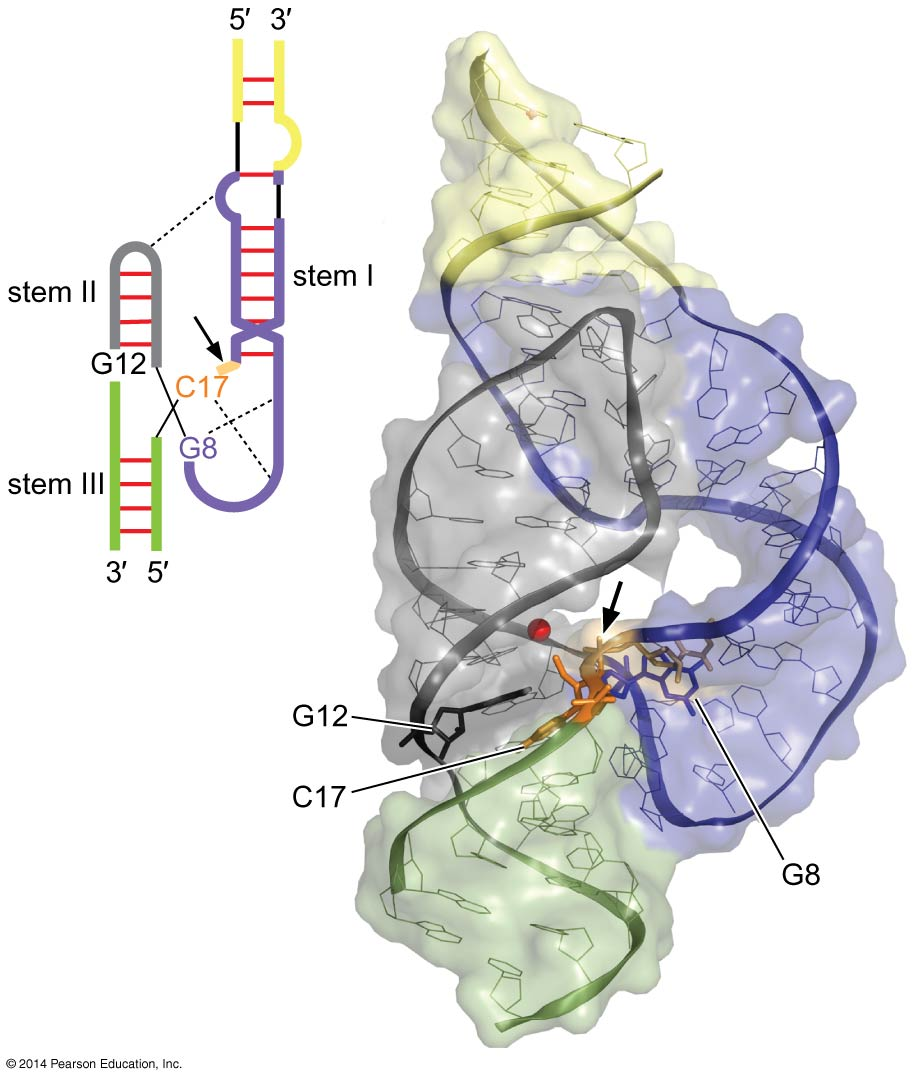 5′ 3′
stem II
stem I
G12
C17
G8
stem III
3′ 5′
G12
C17
G8
© 2014 Pearson Education, Inc.